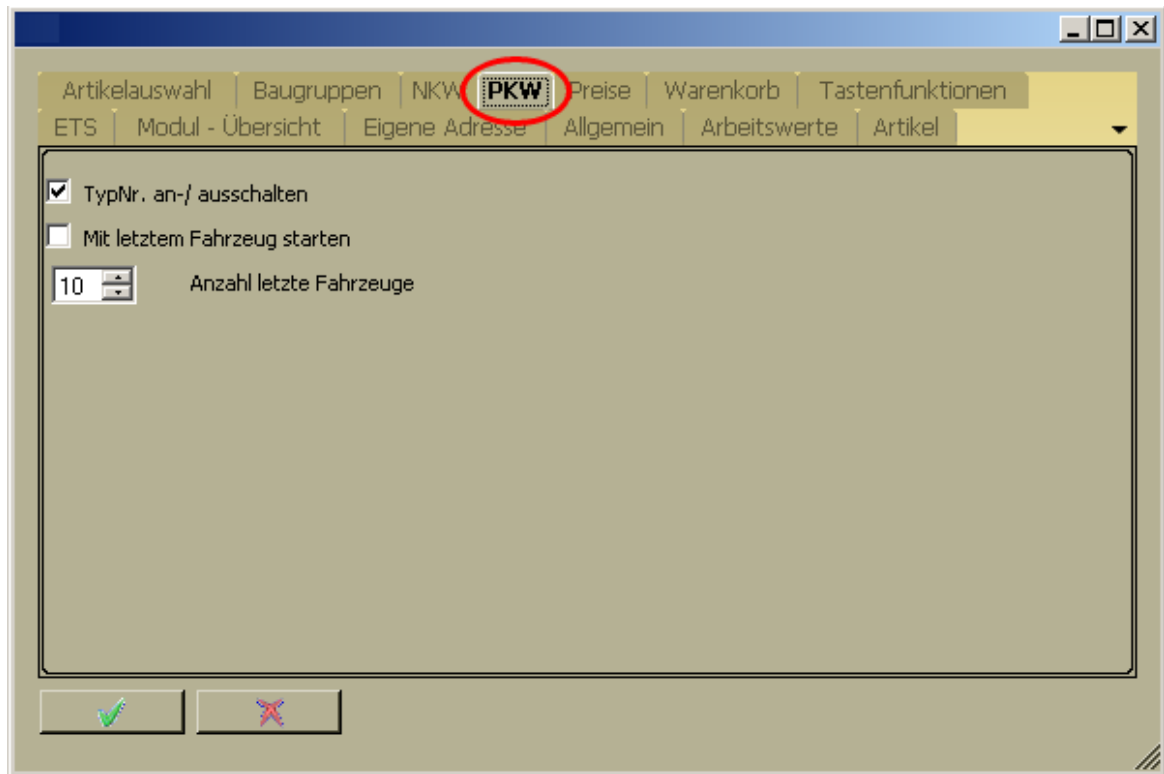 Artikelauswahl Baugruppen NKW PKW Preise Warenkorb Tastenfunktionen
ETS Modul - Übersicht Eigene Adresse Allgemein Arbeitswerte Artikel
TypNr. an-/ ausschalten
Mit letztem Fahrzeug starten
10 Anzahl letzte Fahrzeuge